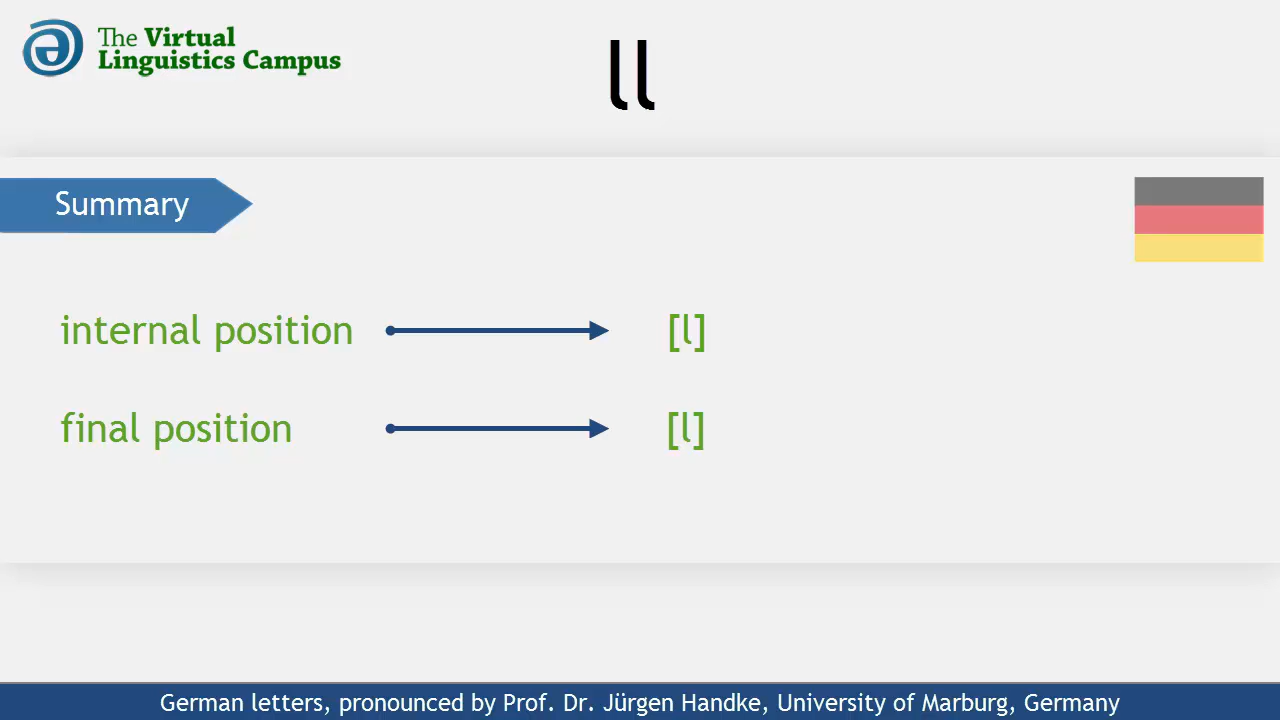 The Virtual
Linguistics Campus
ll
Summary
internal position [l]
final position [l]
German letters, pronounced by Prof. Dr. Jürgen Handke, University of Marburg, Germany